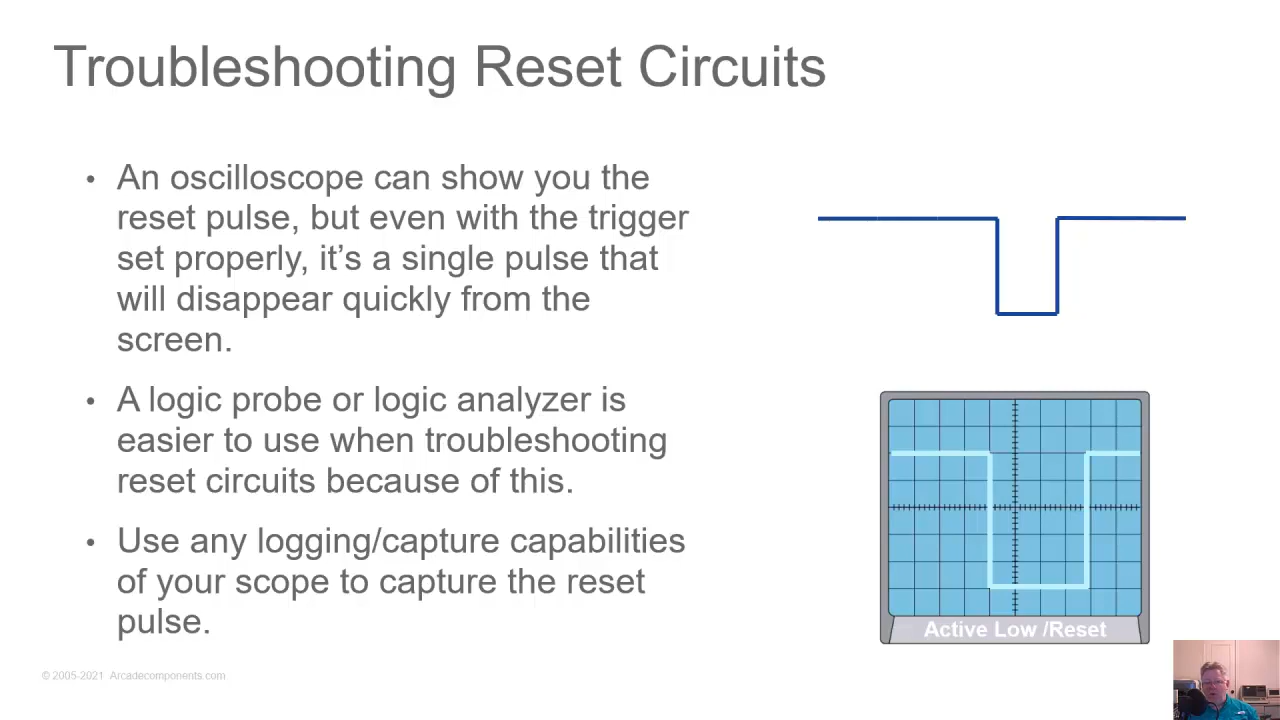 Troubleshooting Reset Circuits
• An oscilloscope can show you the
reset pulse, but even with the trigger
set properly, it’s a single pulse that
will disappear quickly from the
screen.
• A logic probe or logic analyzer is
easier to use when troubleshooting
reset circuits because of this.
• Use any logging/capture capabilities
of your scope to capture the reset
pulse.
Active Low /Reset
© 2005-2021 Arcadecomponents.com